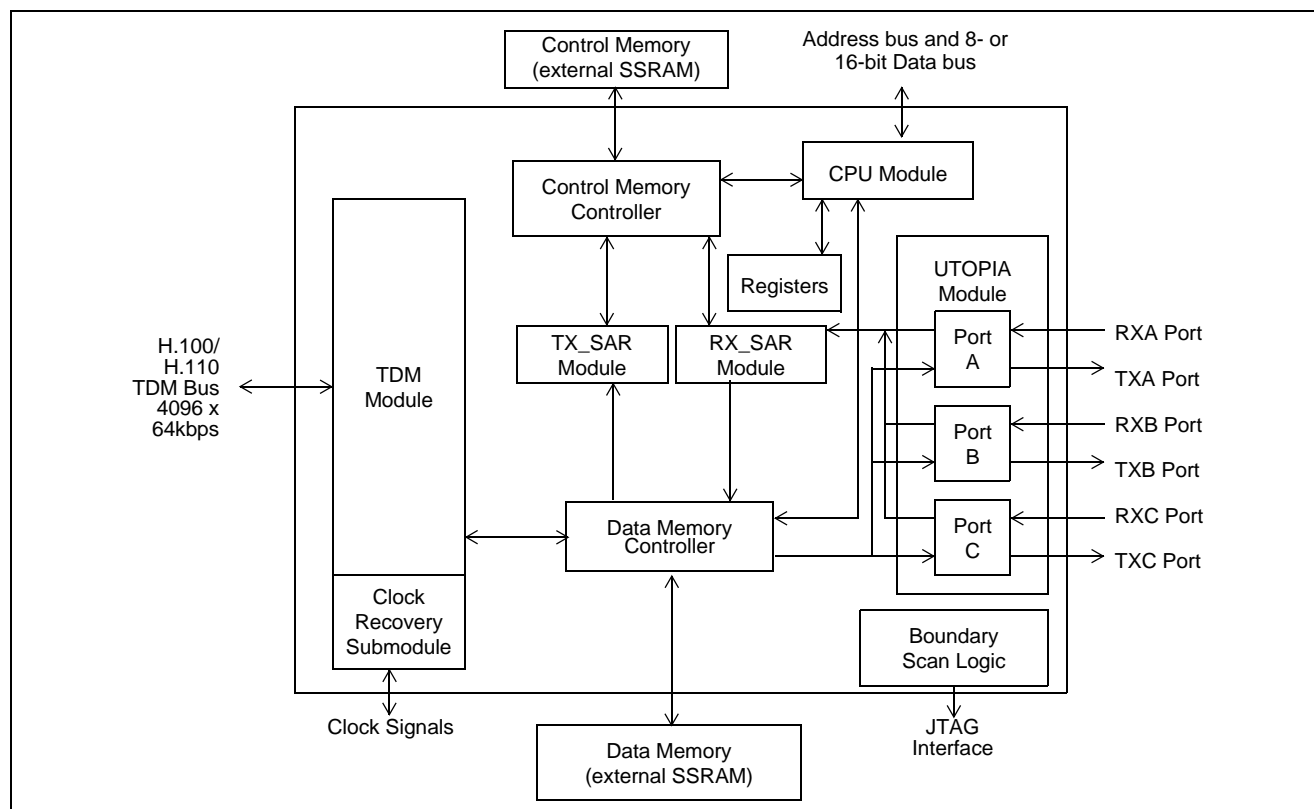 Control Memory
(external SSRAM)
Address bus and 8- or
16-bit Data bus
CPU Module
Control Memory
Controller
Registers
UTOPIA
Module
TX_SAR
Module
RX_SAR
Module
Port
A
RXA Port
TXA Port
H.100/
H.110
TDM Bus
4096 x
64kbps
TDM
Module
Port
B
RXB Port
TXB Port
Data Memory
Controller
Port
C
RXC Port
TXC Port
Clock
Recovery
Submodule
Boundary
Scan Logic
Clock Signals
JTAG
Interface
Data Memory
(external SSRAM)